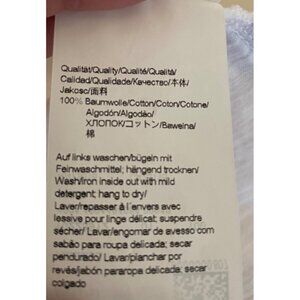 Qualität/Quality/Qualité/Qualità/
Calidad/Qualidade/Качество/本体/
Jakość/面料
100% Baumwolle/Cotton/Coton/Cotone/
Algodón/Algodão/
ХЛОПОК/コットン/Bawełna/
棉
Auf links waschen/bügeln mit
Feinwaschmittel; hängend trocknen/
Wash/iron inside out with mild
detergent; hang to dry/
Laver/repasser à l'envers avec
lessive pour linge délicat; suspendre
sécher/ Lavar/engomar de avesso com
sabão para roupa delicada; secar
pendurado/ Lavar/planchar por
revés/jabón pararopa delicada; secar
colgado